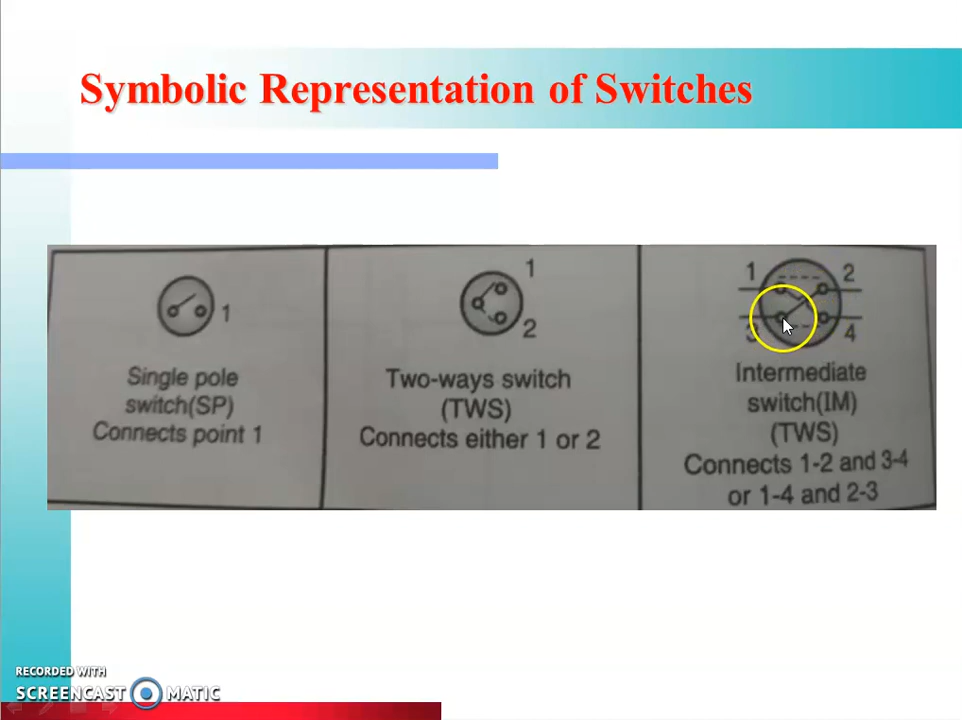 Symbolic Representation of Switches
1
Single pole
switch(SP)
Connects point 1
1
2
Two-ways switch
(TWS)
Connects either 1 or 2
1 2
3 4
Intermediate
switch(IM)
(TWS)
Connects 1-2 and 3-4
or 1-4 and 2-3
RECORDED WITH
SCREENCAST MATIC